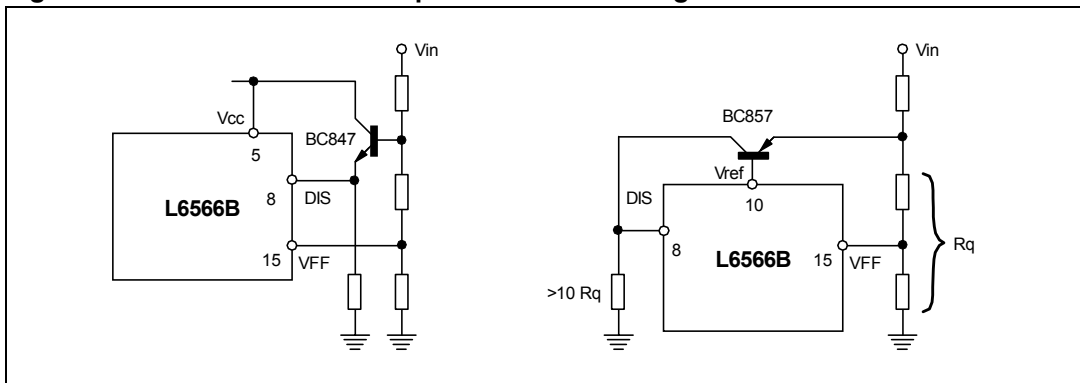 Vin
Vcc
BC847
5
8
DIS
L6566B
15
VFF
Vin
BC857
Vref
DIS
10
8
L6566B
15
VFF
Rq
>10 Rq